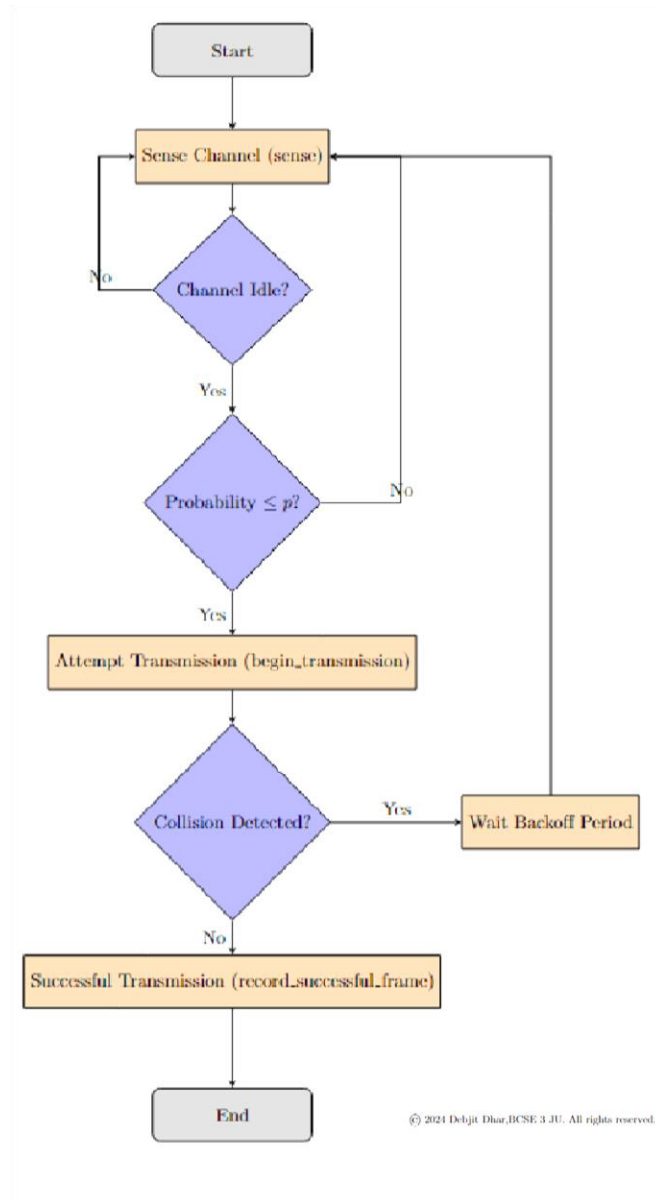 Start
Sense Channel (sense)
No
Channel Idle?
Yes
Probability ≤ p?
No
Yes
Attempt Transmission (begin_transmission)
Collision Detected?
Yes
Wait Backoff Period
No
Successful Transmission (record_successful_frame)
End
© 2024 Debjit Dhar,BCSE 3 JU. All rights reserved.